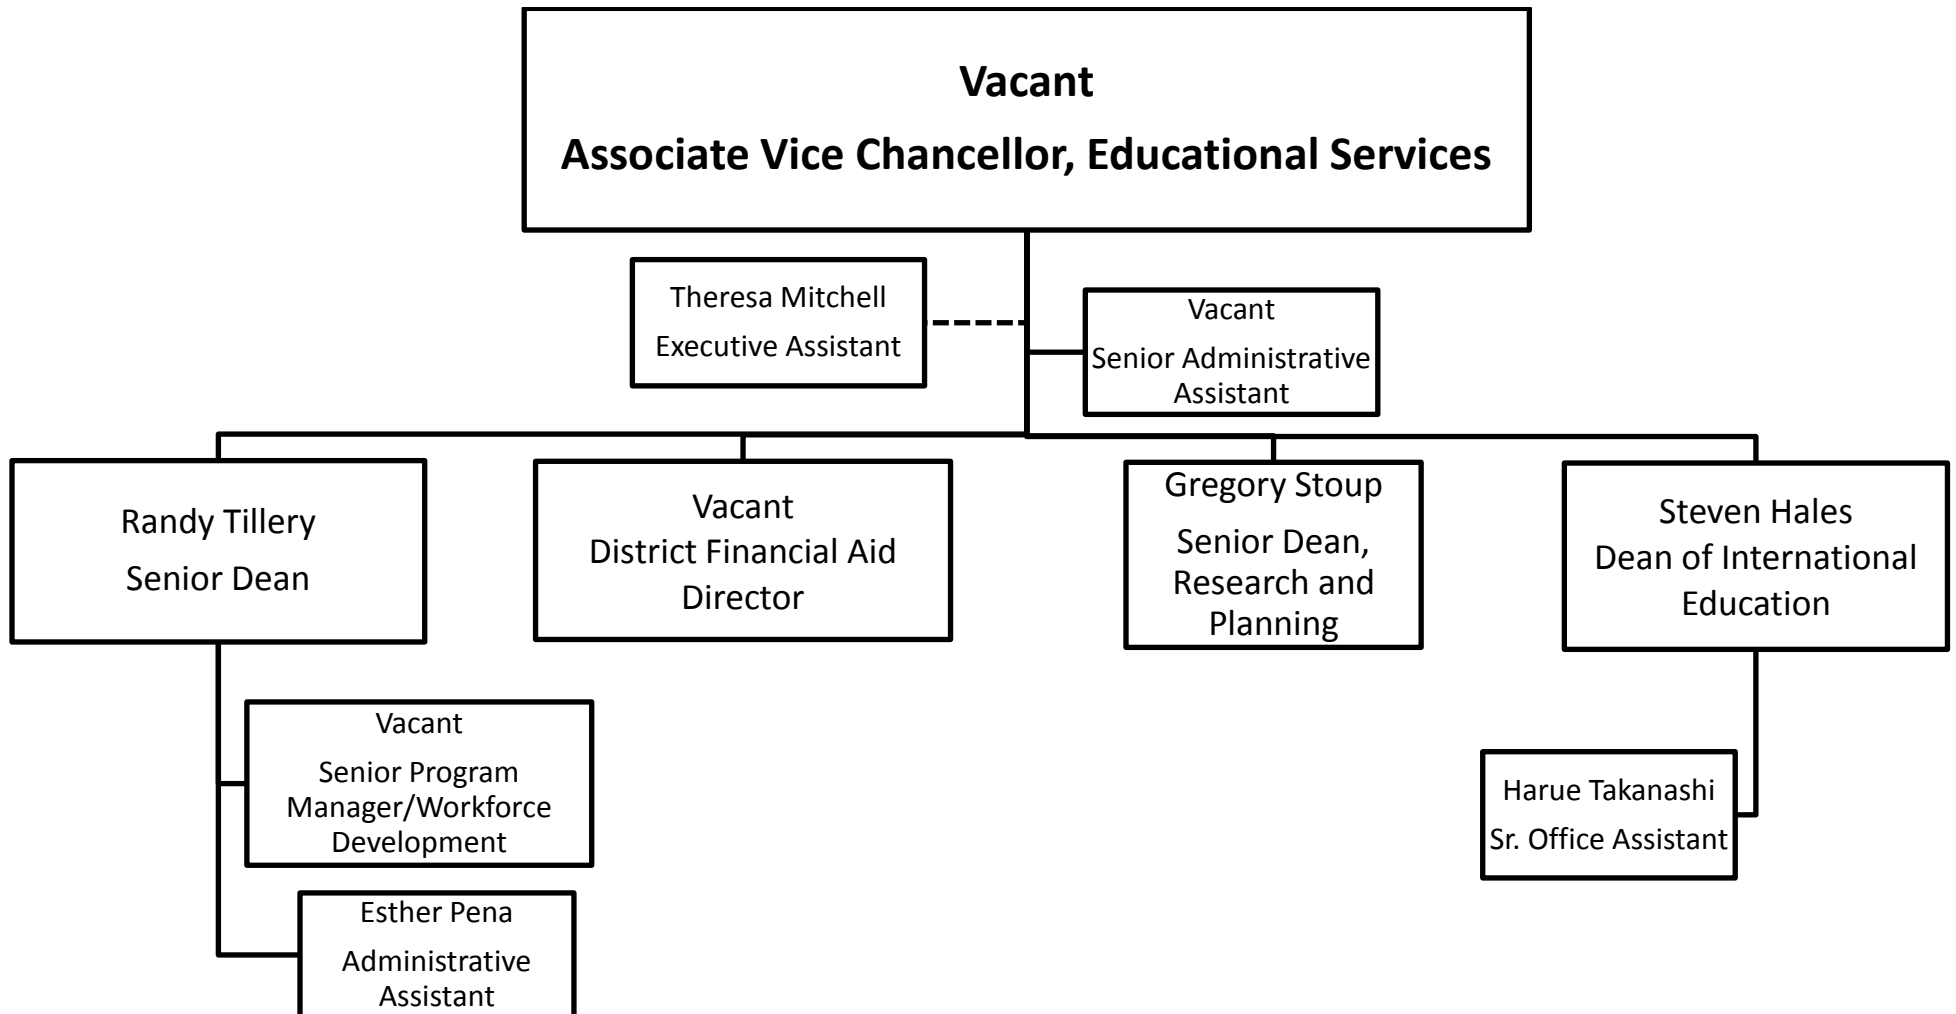 Vacant
Associate Vice Chancellor, Educational Services
Theresa Mitchell
Executive Assistant
Vacant
Senior Administrative
Assistant
Randy Tillery
Senior Dean
Vacant
District Financial Aid
Director
Gregory Stoup
Senior Dean,
Research and
Planning
Steven Hales
Dean of International
Education
Vacant
Senior Program
Manager/Workforce
Development
Harue Takanashi
Sr. Office Assistant
Esther Pena
Administrative
Assistant